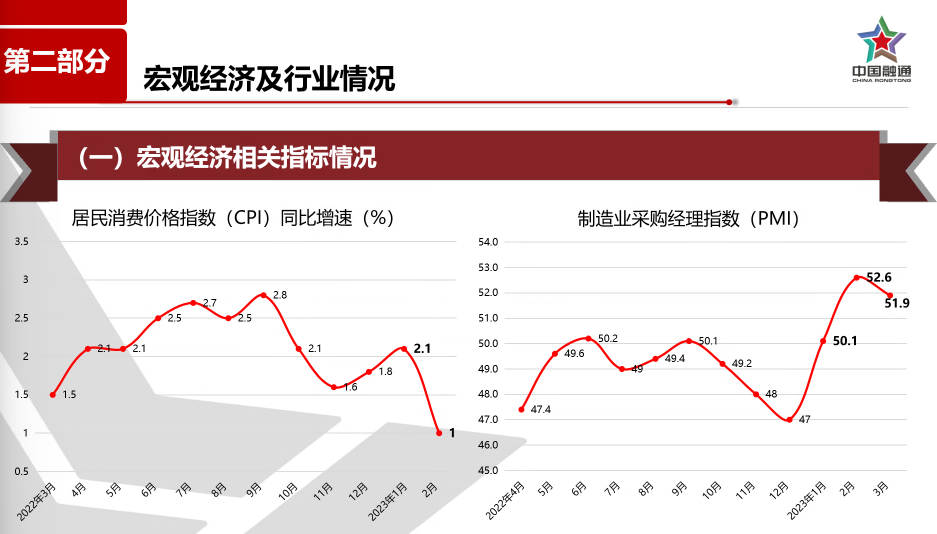 第二部分
宏观经济及行业情况
中国融通
CHINA RONGTONG
（一）宏观经济相关指标情况
居民消费价格指数（CPI）同比增速（%）
3.5
3
2.5
2
1.5
1
0.5
1.5
2.1
2.1
2.5
2.7
2.5
2.8
2.1
1.6
1.8
2.1
1
2022年3月
4月
5月
6月
7月
8月
9月
10月
11月
12月
2023年1月
2月
制造业采购经理指数（PMI）
54.0
53.0
52.0
51.0
50.0
49.0
48.0
47.0
46.0
45.0
47.4
49.6
50.2
49
49.4
50.1
49.2
48
47
50.1
52.6
51.9
2022年4月
5月
6月
7月
8月
9月
10月
11月
12月
2023年1月
2月
3月